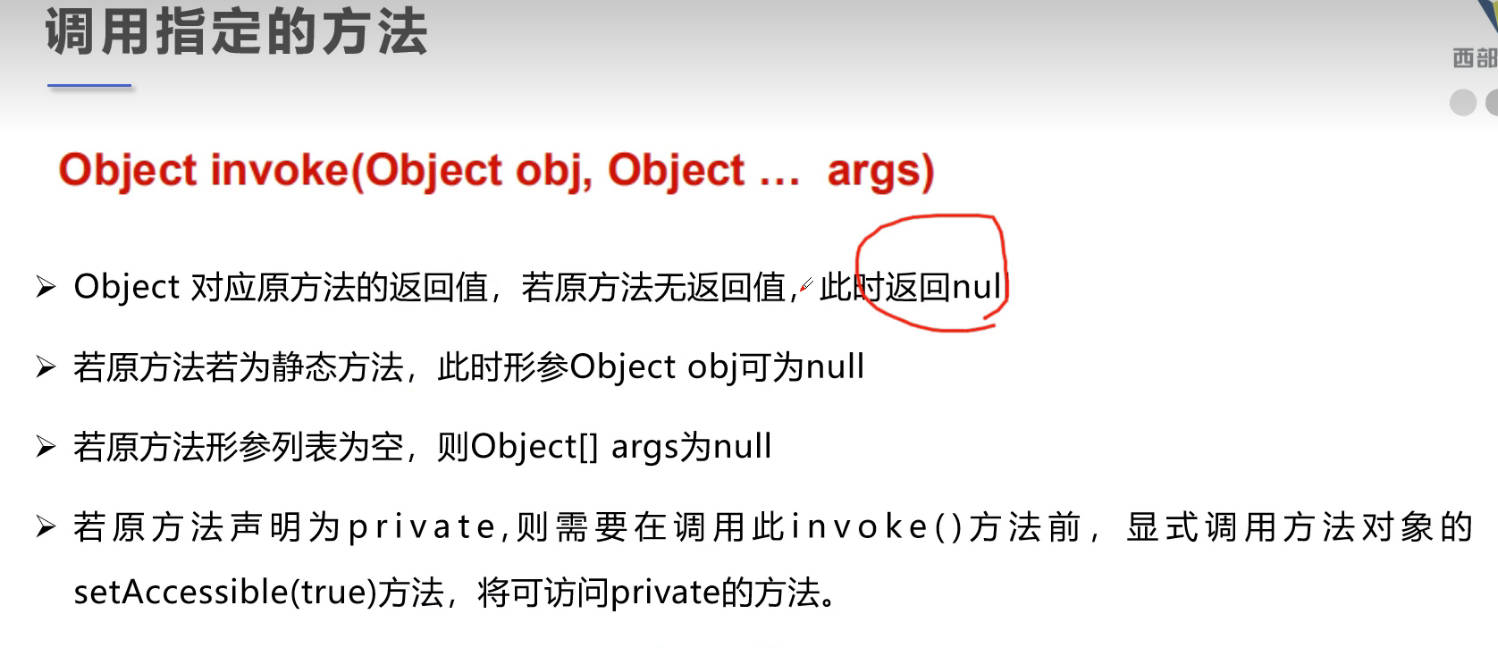 调用指定的方法
西部
Object invoke(Object obj, Object … args)
➢ Object 对应原方法的返回值，若原方法无返回值，此时返回null
➢ 若原方法若为静态方法，此时形参Object obj可为null
➢ 若原方法形参列表为空，则Object[] args为null
➢ 若原方法声明为private,则需要在调用此invoke()方法前，显式调用方法对象的
setAccessible(true)方法，将可访问private的方法。